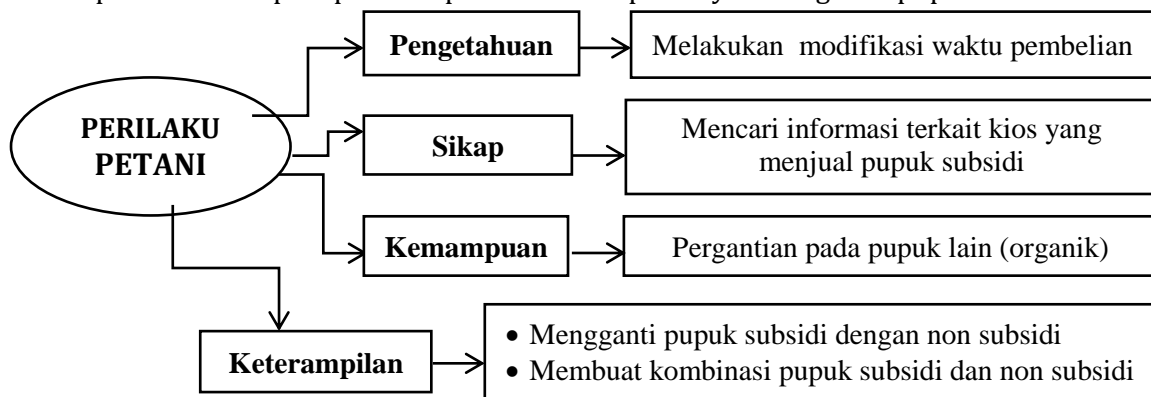 Pengetahuan
Melakukan modifikasi waktu pembelian
PERILAKU
PETANI
Sikap
Mencari informasi terkait kios yang
menjual pupuk subsidi
Kemampuan
Pergantian pada pupuk lain (organik)
Keterampilan
• Mengganti pupuk subsidi dengan non subsidi
• Membuat kombinasi pupuk subsidi dan non subsidi